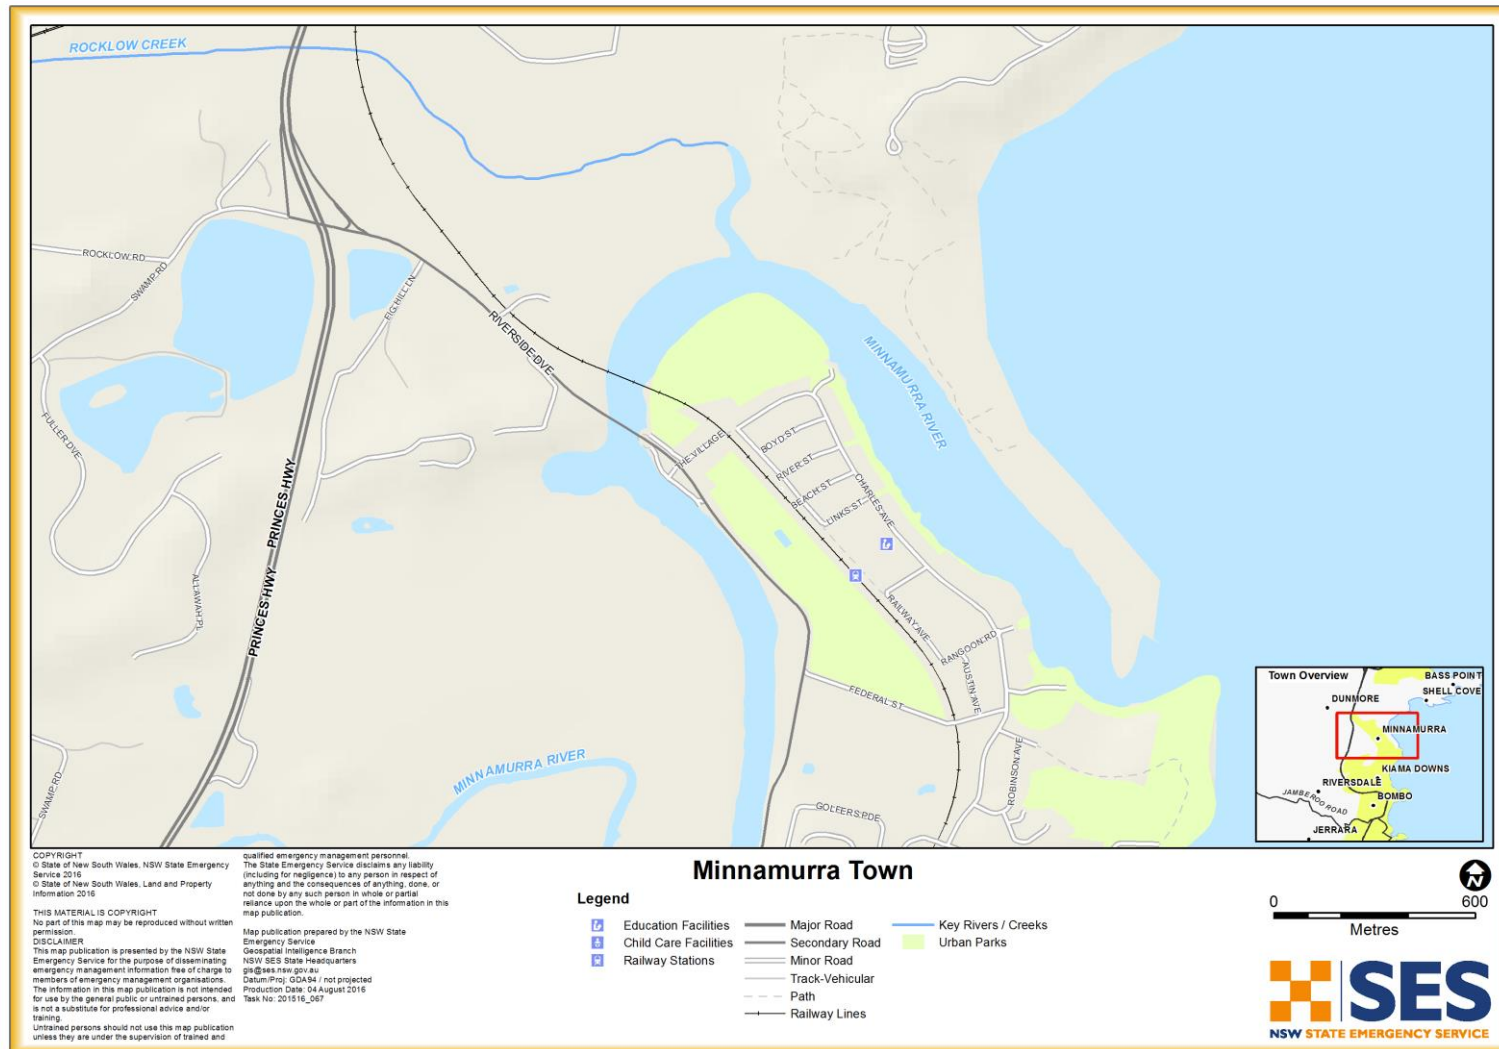 ROCKLOW CREEK
ROCKLOW RD
SWAMP RD
FIG HILL LN
RIVERSIDE DVE
MINNAMURRA RIVER
FULLER DVE
THE VILLAGE
BOYD ST
RIVER ST
BEACH ST
LINKS ST
CHARLES AVE
PRINCES HWY
PRINCES HWY
ALLAWAH PL
RAILWAY AVE
RANGOON RD
AUSTIN AVE
FEDERAL ST
MINNAMURRA RIVER
SWAMP RD
ROBINSON AVE
GOLFERS PDE
Town Overview
BASS POINT
SHELL COVE
DUNMORE
MINNAMURRA
KIAMA DOWNS
RIVERSDALE
JAMBEROO ROAD
BOMBO
JERRARA
COPYRIGHT
© State of New South Wales, NSW State Emergency
Service 2016
© State of New South Wales, Land and Property
Information 2016
THIS MATERIAL IS COPYRIGHT
No part of this map may be reproduced without written
permission.
DISCLAIMER
This map publication is presented by the NSW State
Emergency Service for the purpose of disseminating
emergency management information free of charge to
members of emergency management organisations.
The information in this map publication is not intended
for use by the general public or untrained persons, and
is not a substitute for professional advice and/or
training.
Untrained persons should not use this map publication
unless they are under the supervision of trained and
qualified emergency management personnel.
The State Emergency Service disclaims any liability
(including for negligence) to any person in respect of
anything and the consequences of anything, done, or
not done by any such person in whole or partial
reliance upon the whole or part of the information in this
map publication.
Map publication prepared by the NSW State
Emergency Service
Geospatial Intelligence Branch
NSW SES State Headquarters
gis@ses.nsw.gov.au
Datum/Proj: GDA94 / not projected
Production Date: 04 August 2016
Task No: 201516_067
Minnamurra Town
Legend
Education Facilities
Child Care Facilities
Railway Stations
Major Road
Secondary Road
Minor Road
Track-Vehicular
Path
Railway Lines
Key Rivers / Creeks
Urban Parks
N
0 600
Metres
SES
NSW STATE EMERGENCY SERVICE